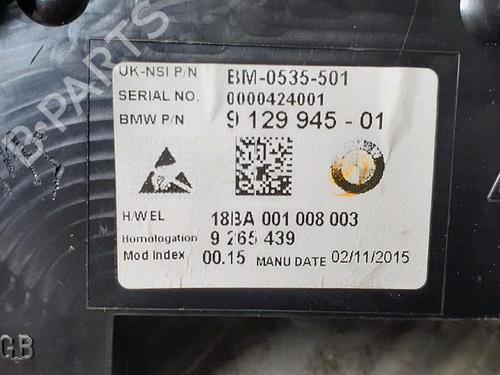 UK-NSI P/N BM-0535-501
SERIAL NO. 0000424001
BMW P/N 9 129 945 - 01
H/W EL 18BA 001 008 003
Homologation 9 265 439
Mod Index 00.15 MANU DATE 02/11/2015
GB